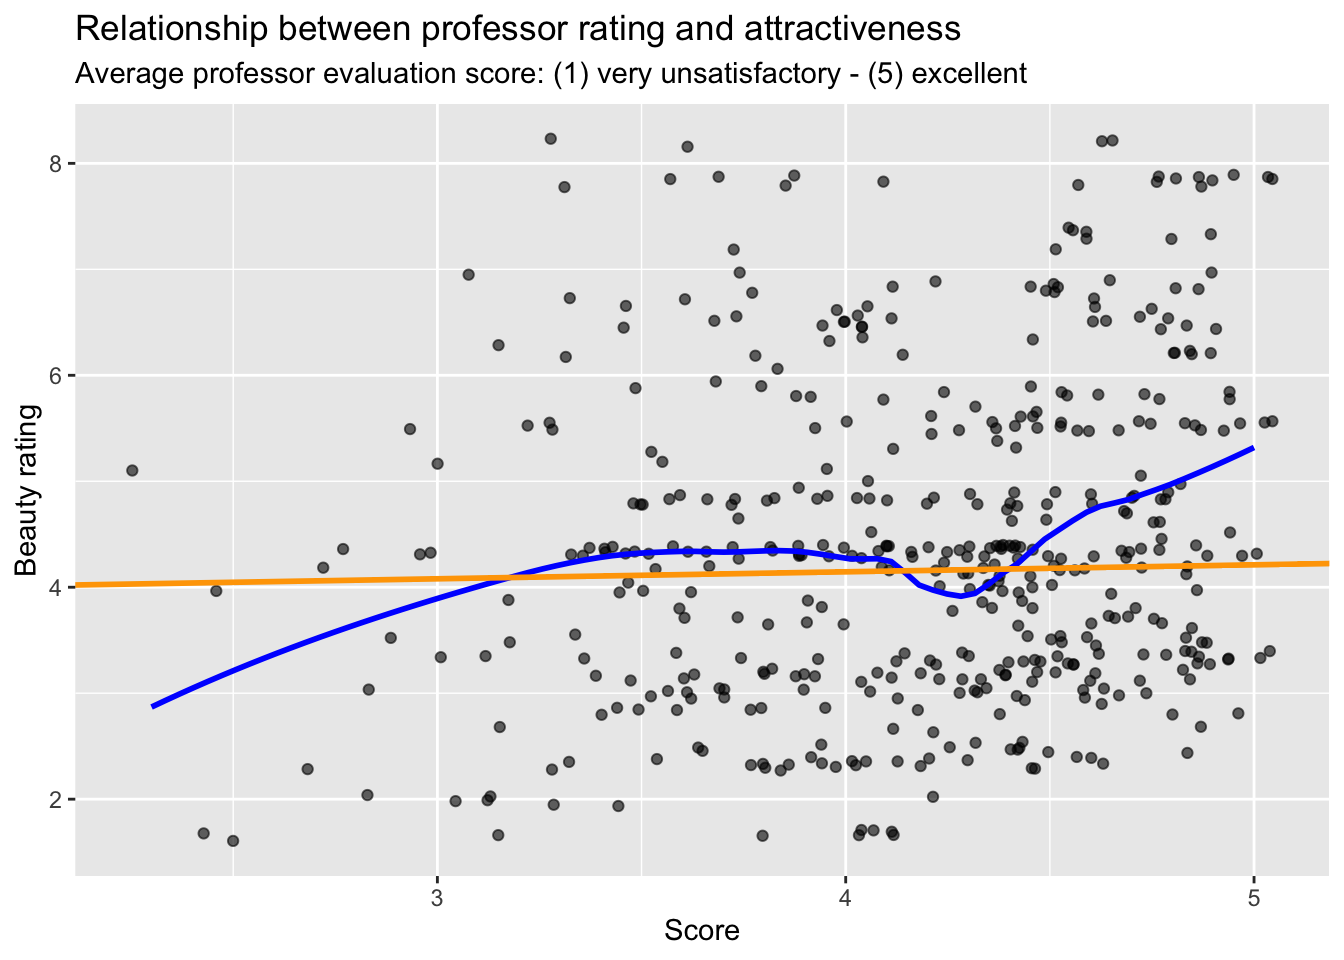 Relationship between professor rating and attractiveness
Average professor evaluation score: (1) very unsatisfactory - (5) excellent
Beauty rating
8
6
4
2
3
4
5
Score